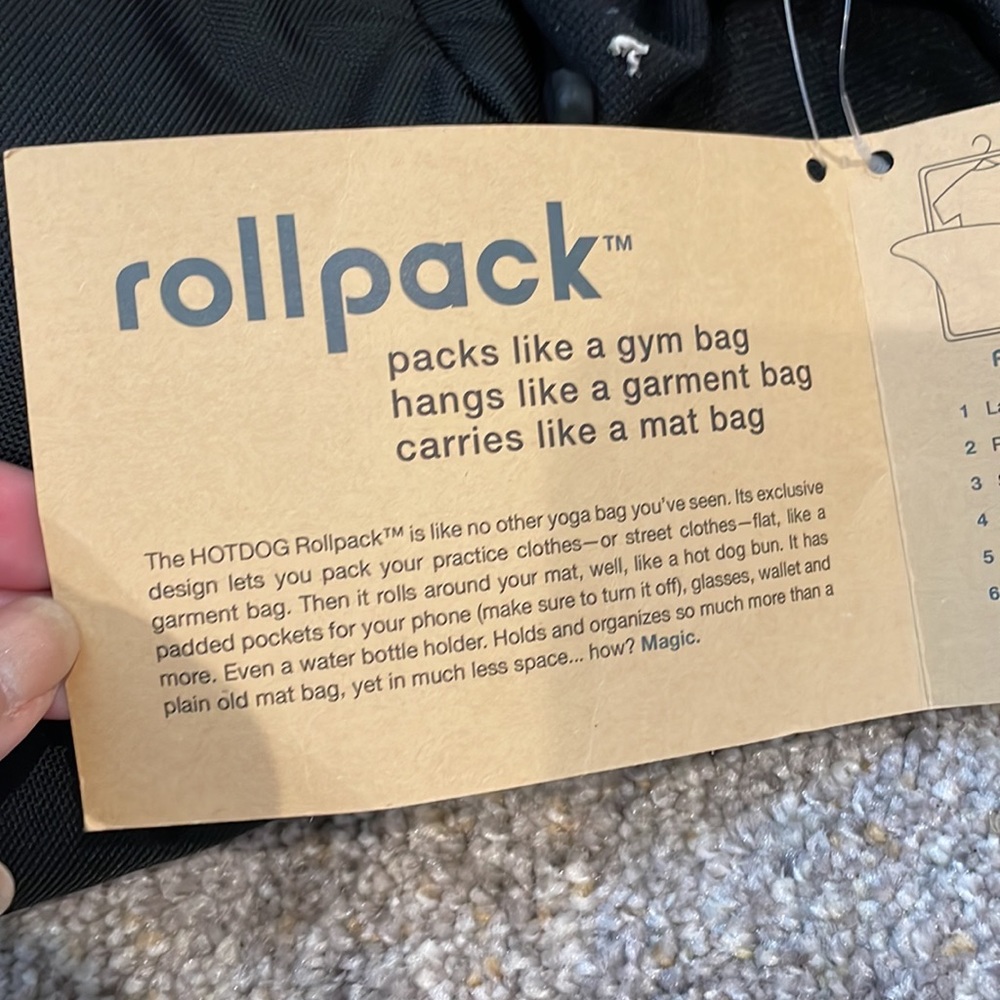 rollpack™
packs like a gym bag
hangs like a garment bag
carries like a mat bag
The HOTDOG Rollpack™ is like no other yoga bag you've seen. Its exclusive
design lets you pack your practice clothes—or street clothes—flat, like a
garment bag. Then it rolls around your mat, well, like a hot dog bun. It has
padded pockets for your phone (make sure to turn it off), glasses, wallet and
more. Even a water bottle holder. Holds and organizes so much more than a
plain old mat bag, yet in much less space... how? Magic.
1
2
3
4
5
6